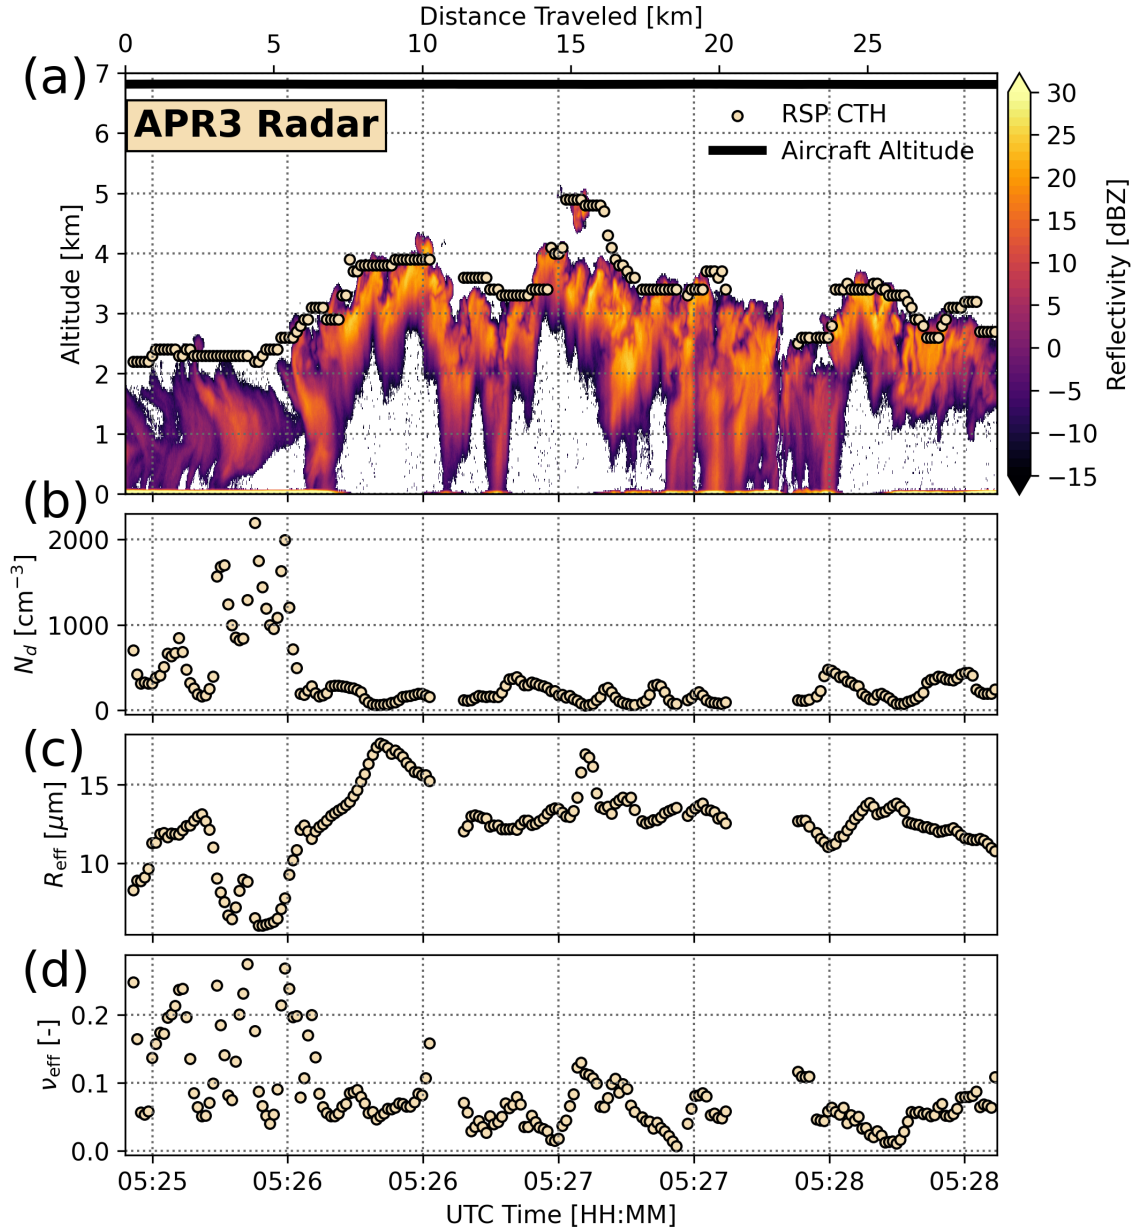 Distance Traveled [km]
0 5 10 15 20 25
(a)
7
6
5
4
3
2
1
0
Altitude [km]
APR3 Radar
RSP CTH
Aircraft Altitude
30
25
20
15
10
5
0
−5
−10
−15
Reflectivity [dBZ]
(b)
2000
1000
0
N_d [cm⁻³]
(c)
15
10
R_eff [μm]
(d)
0.2
0.1
0.0
ν_eff [-]
05:25 05:26 05:26 05:27 05:27 05:28 05:28
UTC Time [HH:MM]